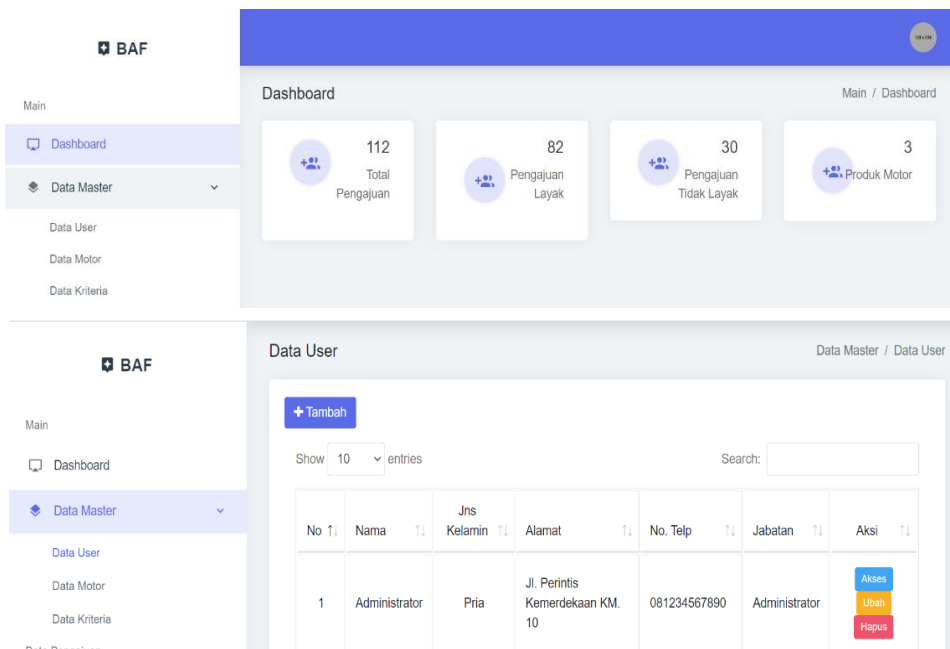 BAF
Main
Dashboard
Data Master
Data User
Data Motor
Data Kriteria
Dashboard
Main / Dashboard
112
Total
Pengajuan
82
Pengajuan
Layak
30
Pengajuan
Tidak Layak
3
Produk Motor
BAF
Main
Dashboard
Data Master
Data User
Data Motor
Data Kriteria
Data User
Data Master / Data User
+ Tambah
Show 10 entries
Search:
No Nama Jns Kelamin Alamat No. Telp Jabatan Aksi
1 Administrator Pria Jl. Perintis Kemerdekaan KM. 10 081234567890 Administrator Akses Ubah Hapus